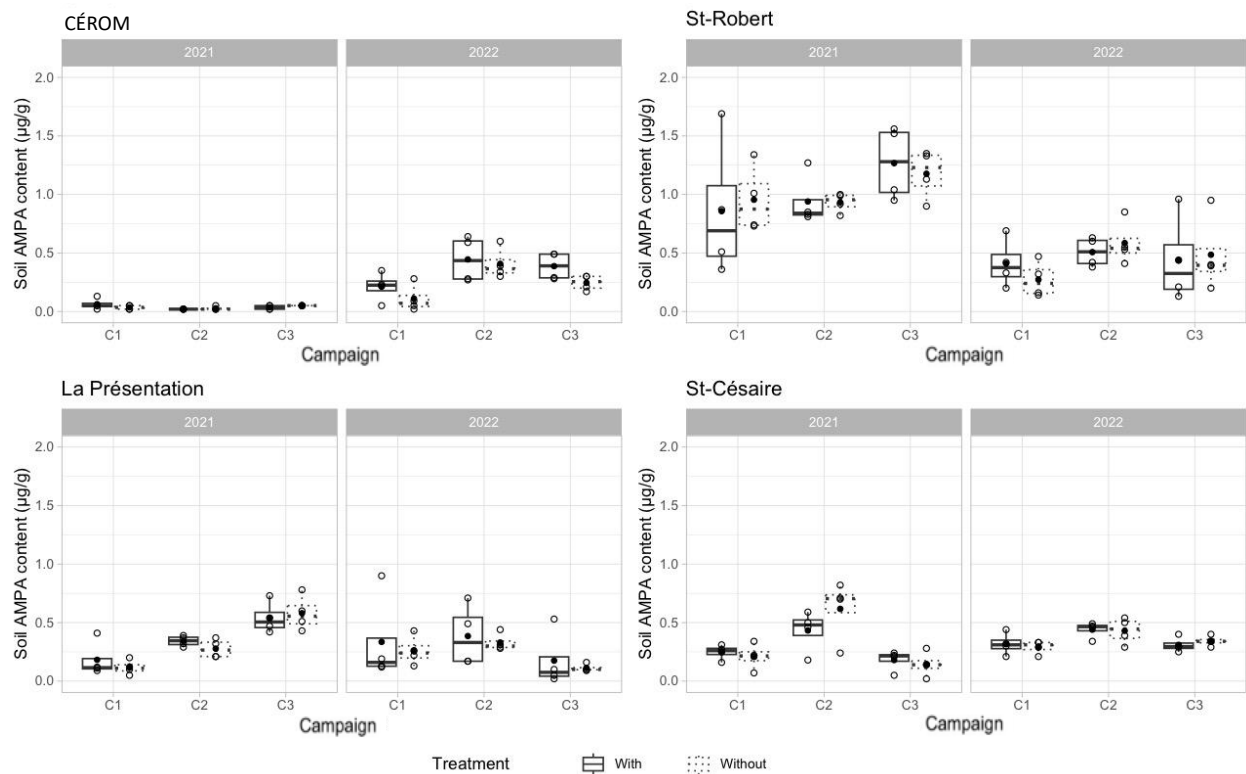 CÉROM
St-Robert
2021
2022
2021
2022
Soil AMPA content (µg/g)
2.0
1.5
1.0
0.5
0.0
C1
C2
C3
C1
C2
C3
Campaign
Soil AMPA content (µg/g)
2.0
1.5
1.0
0.5
0.0
C1
C2
C3
C1
C2
C3
Campaign
La Présentation
St-Césaire
2021
2022
2021
2022
Soil AMPA content (µg/g)
2.0
1.5
1.0
0.5
0.0
C1
C2
C3
C1
C2
C3
Campaign
Soil AMPA content (µg/g)
2.0
1.5
1.0
0.5
0.0
C1
C2
C3
C1
C2
C3
Campaign
Treatment With Without